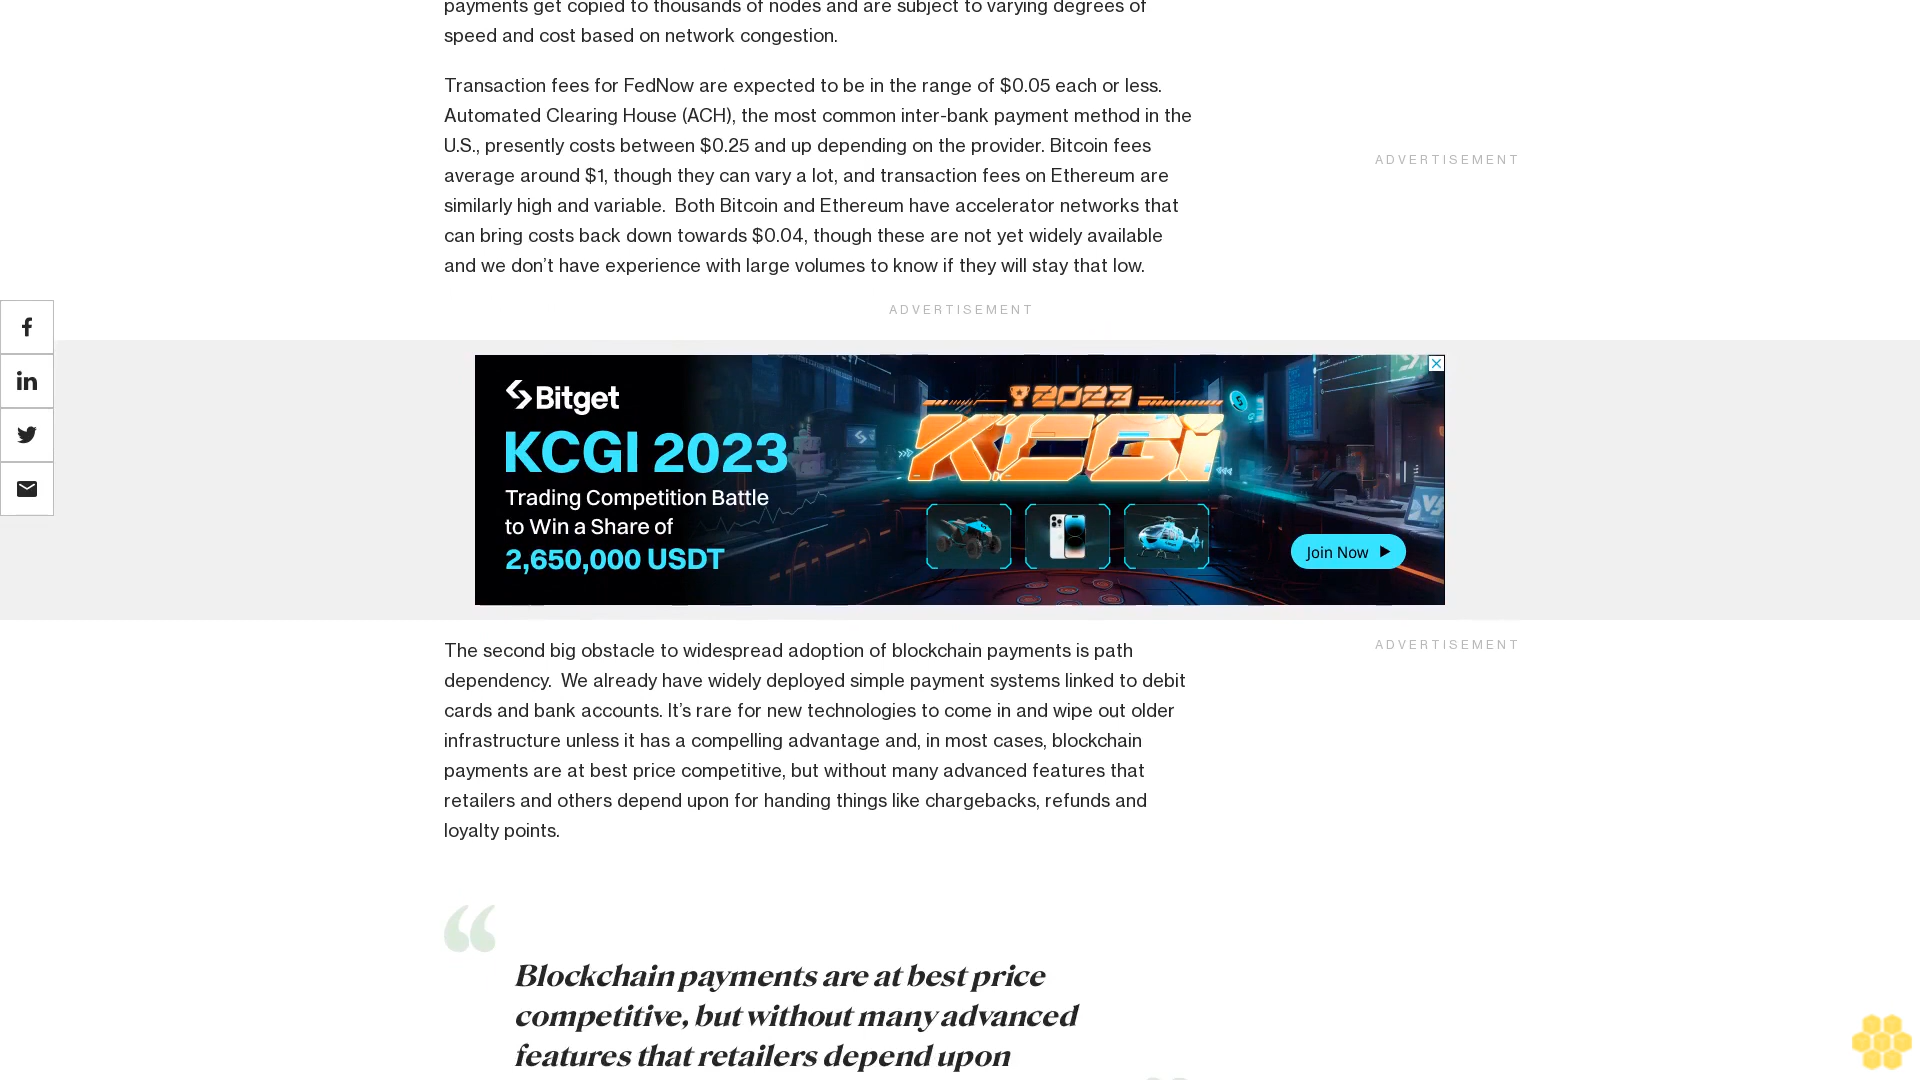 payments get copied to thousands of nodes and are subject to varying degrees of
speed and cost based on network congestion.
Transaction fees for FedNow are expected to be in the range of $0.05 each or less.
Automated Clearing House (ACH), the most common inter-bank payment method in the
U.S., presently costs between $0.25 and up depending on the provider. Bitcoin fees
average around $1, though they can vary a lot, and transaction fees on Ethereum are
similarly high and variable.  Both Bitcoin and Ethereum have accelerator networks that
can bring costs back down towards $0.04, though these are not yet widely available
and we don’t have experience with large volumes to know if they will stay that low.
ADVERTISEMENT
ADVERTISEMENT
Bitget
KCGI 2023
Trading Competition Battle
to Win a Share of
2,650,000 USDT
2023
KCGI
Join Now
The second big obstacle to widespread adoption of blockchain payments is path
dependency.  We already have widely deployed simple payment systems linked to debit
cards and bank accounts. It’s rare for new technologies to come in and wipe out older
infrastructure unless it has a compelling advantage and, in most cases, blockchain
payments are at best price competitive, but without many advanced features that
retailers and others depend upon for handing things like chargebacks, refunds and
loyalty points.
ADVERTISEMENT
“
Blockchain payments are at best price
competitive, but without many advanced
features that retailers depend upon